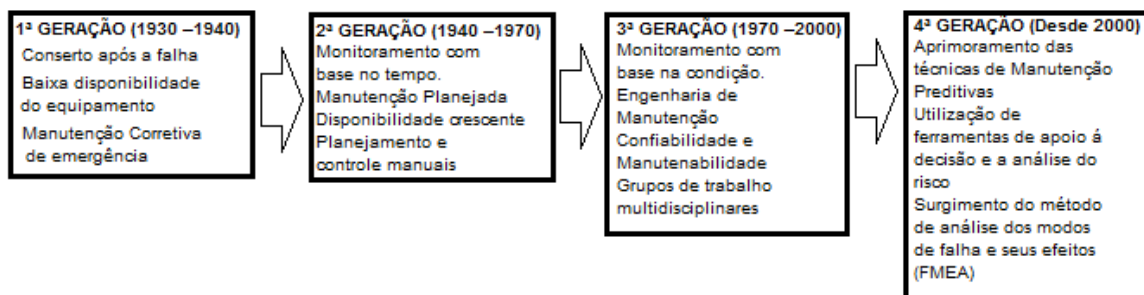 1ª GERAÇÃO (1930 –1940)
Conserto após a falha
Baixa disponibilidade
do equipamento
Manutenção Corretiva
de emergência
2ª GERAÇÃO (1940 –1970)
Monitoramento com
base no tempo.
Manutenção Planejada
Disponibilidade crescente
Planejamento e
controle manuais
3ª GERAÇÃO (1970 –2000)
Monitoramento com
base na condição.
Engenharia de
Manutenção
Confiabilidade e
Manutenabilidade
Grupos de trabalho
multidisciplinares
4ª GERAÇÃO (Desde 2000)
Aprimoramento das
técnicas de Manutenção
Preditivas
Utilização de
ferramentas de apoio á
decisão e a análise do
risco
Surgimento do método
de análise dos modos
de falha e seus efeitos
(FMEA)